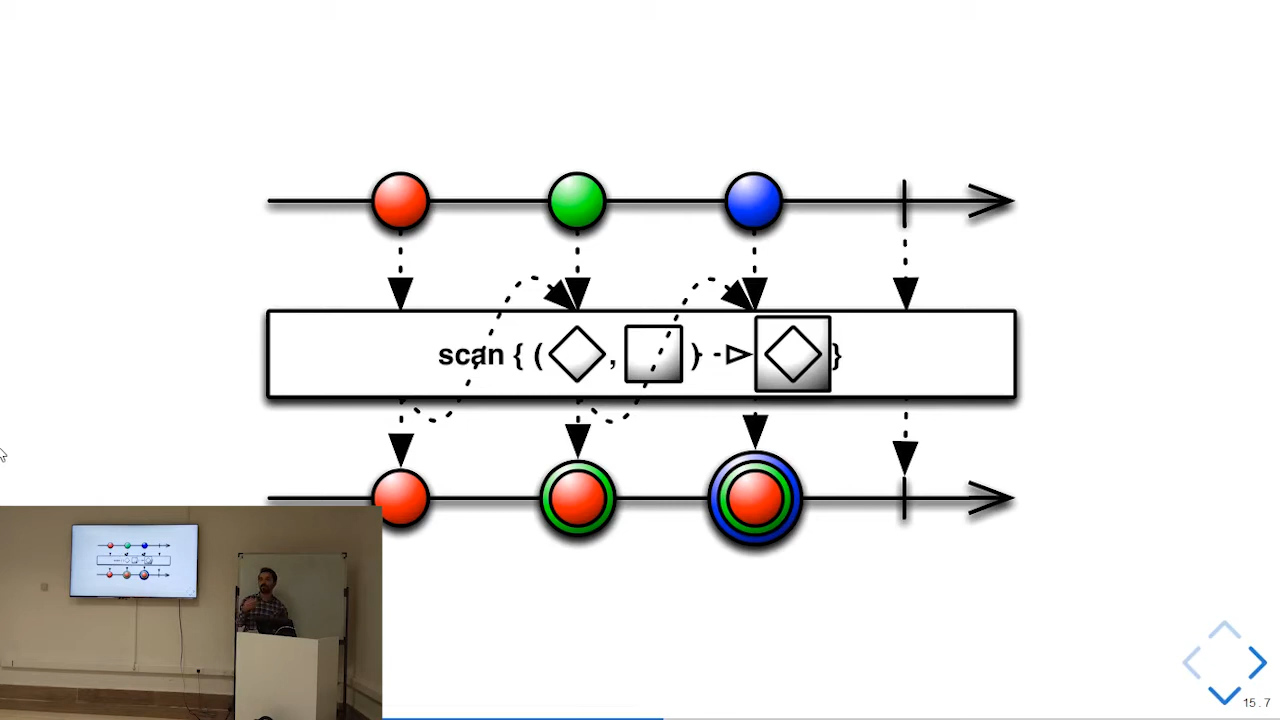 scan { ( , ) }
15.7